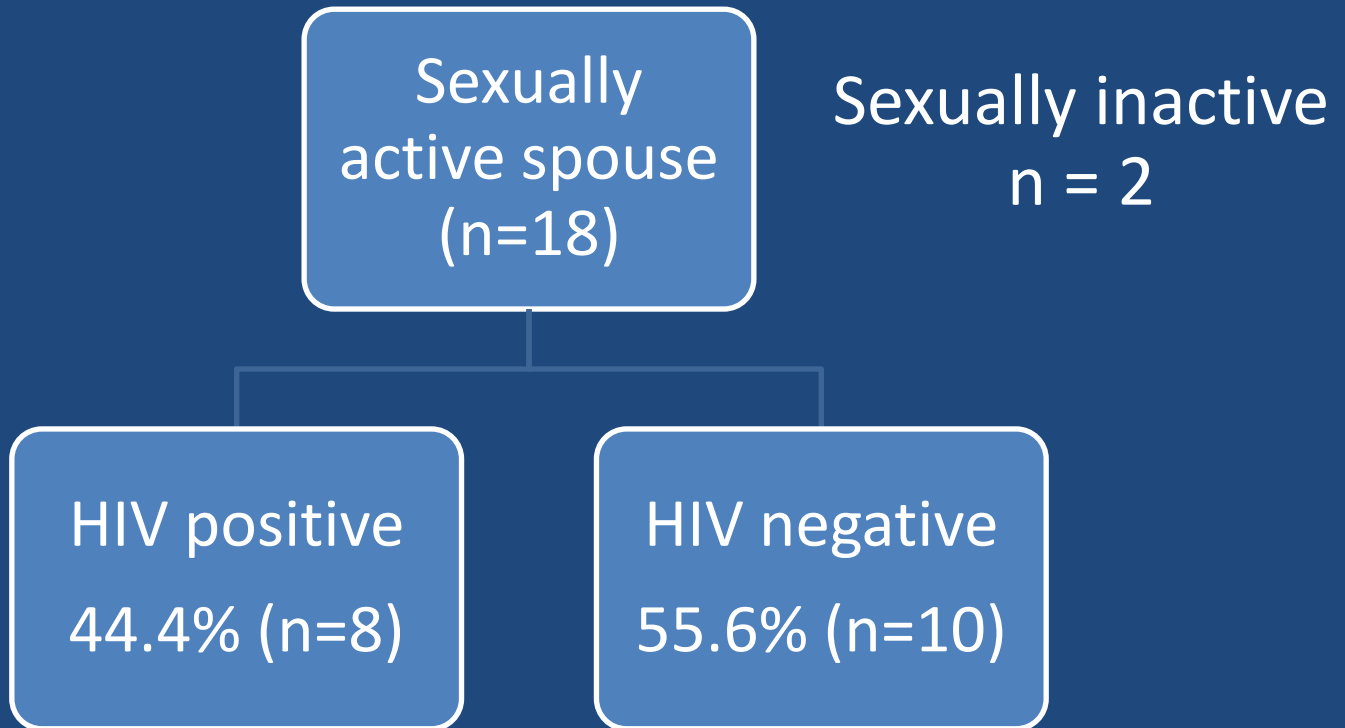 Sexually
active spouse
(n=18)
Sexually inactive
n = 2
HIV positive
44.4% (n=8)
HIV negative
55.6% (n=10)